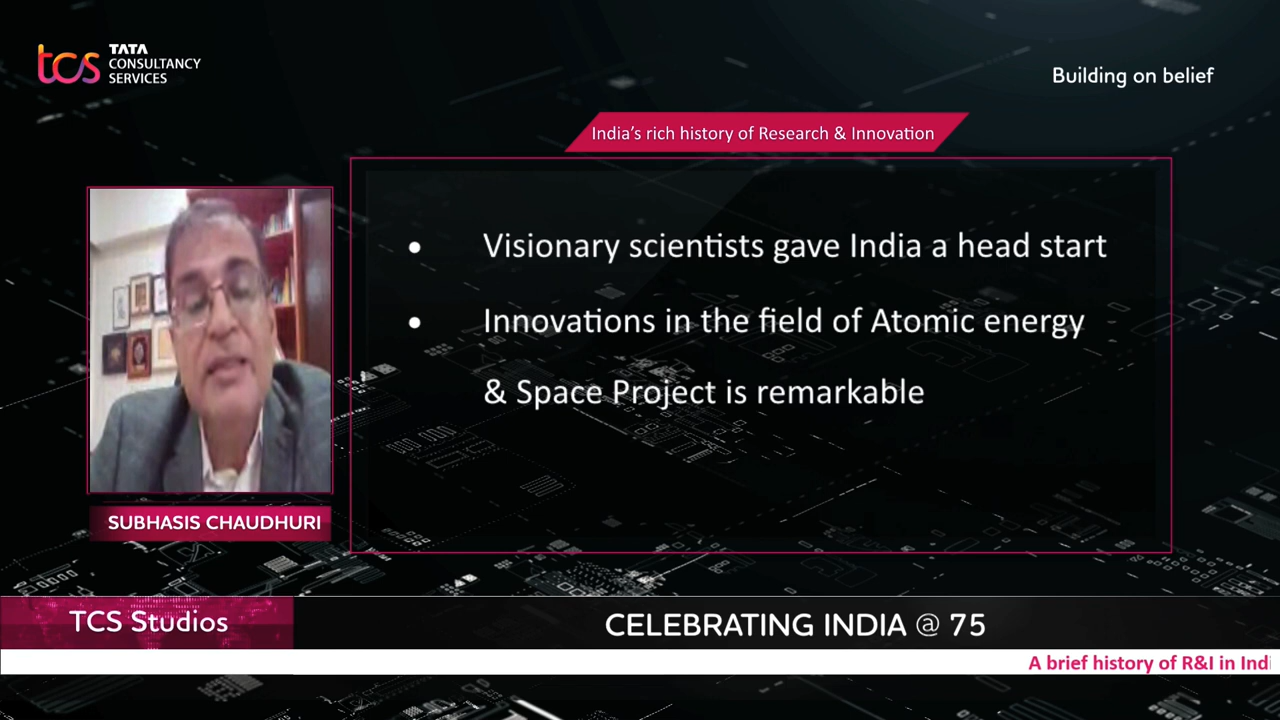 tcs TATA
CONSULTANCY
SERVICES
Building on belief
India's rich history of Research & Innovation
• Visionary scientists gave India a head start
• Innovations in the field of Atomic energy
& Space Project is remarkable
SUBHASIS CHAUDHURI
TCS Studios
CELEBRATING INDIA @ 75
A brief history of R&I in Indi